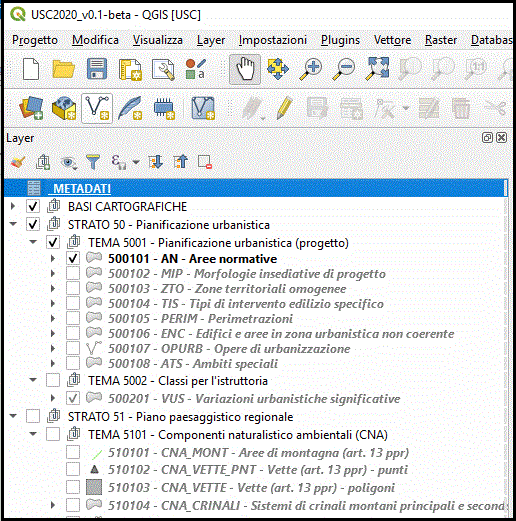 USC2020_v0.1-beta - QGIS [USC]
Progetto Modifica Visualizza Layer Impostazioni Plugins Vettore Raster Databas
Layer
METADATI
BASI CARTOGRAFICHE
STRATO 50 - Pianificazione urbanistica
TEMA 5001 - Pianificazione urbanistica (progetto)
500101 - AN - Aree normative
500102 - MIP - Morfologie insediative di progetto
500103 - ZTO - Zone territoriali omogenee
500104 - TIS - Tipi di intervento edilizio specifico
500105 - PERIM - Perimetrazioni
500106 - ENC - Edifici e aree in zona urbanistica non coerente
500107 - OPURB - Opere di urbanizzazione
500108 - ATS - Ambiti speciali
TEMA 5002 - Classi per l'istruttoria
500201 - VUS - Variazioni urbanistiche significative
STRATO 51 - Piano paesaggistico regionale
TEMA 5101 - Componenti naturalistico ambientali (CNA)
510101 - CNA_MONT - Aree di montagna (art. 13 ppr)
510102 - CNA_VETTE_PNT - Vette (art. 13 ppr) - punti
510103 - CNA_VETTE - Vette (art. 13 ppr) - poligoni
510104 - CNA_CRINALI - Sistemi di crinali montani principali e second